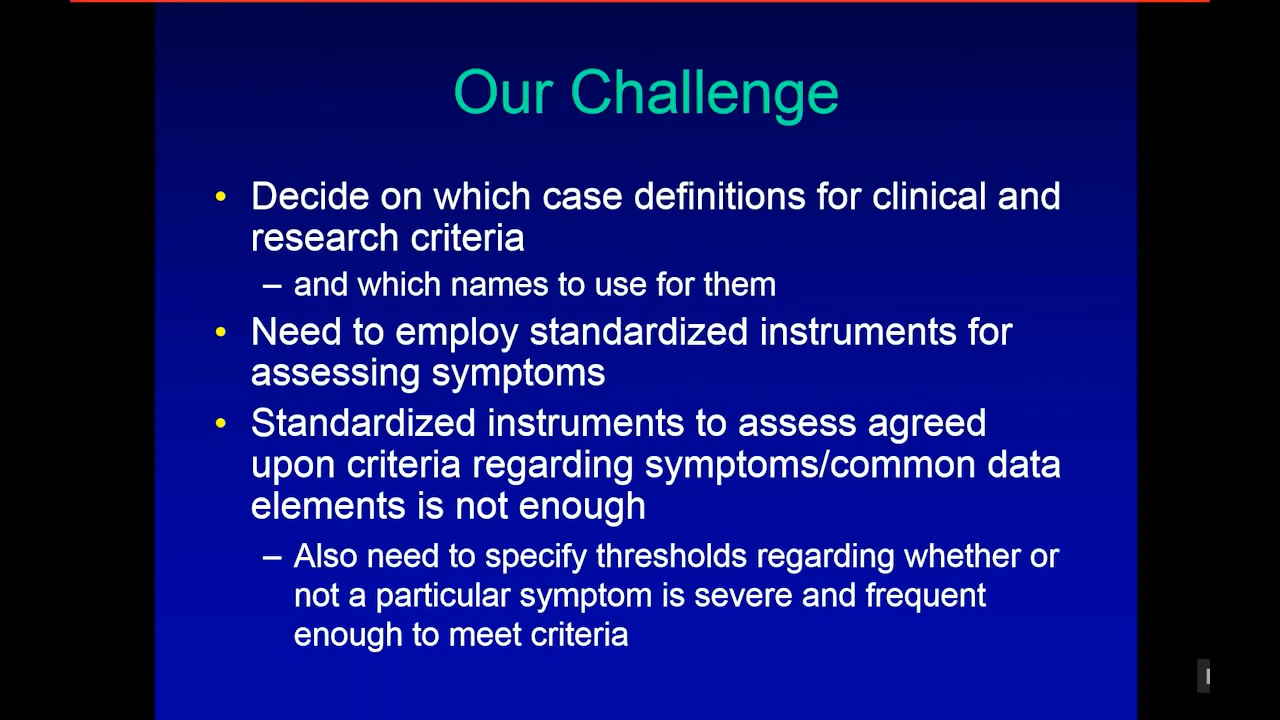 Our Challenge
• Decide on which case definitions for clinical and
research criteria
– and which names to use for them
• Need to employ standardized instruments for
assessing symptoms
• Standardized instruments to assess agreed
upon criteria regarding symptoms/common data
elements is not enough
– Also need to specify thresholds regarding whether or
not a particular symptom is severe and frequent
enough to meet criteria